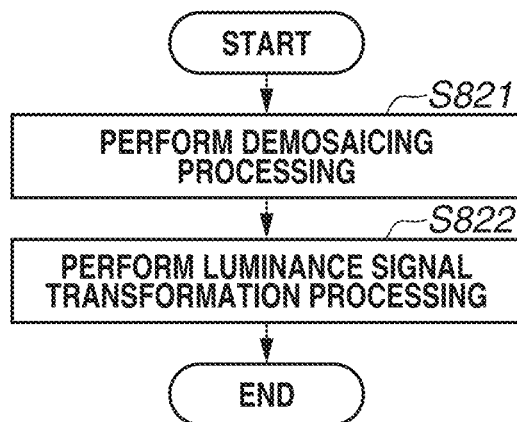 START
S821
PERFORM DEMOSAICING
PROCESSING
S822
PERFORM LUMINANCE SIGNAL
TRANSFORMATION PROCESSING
END